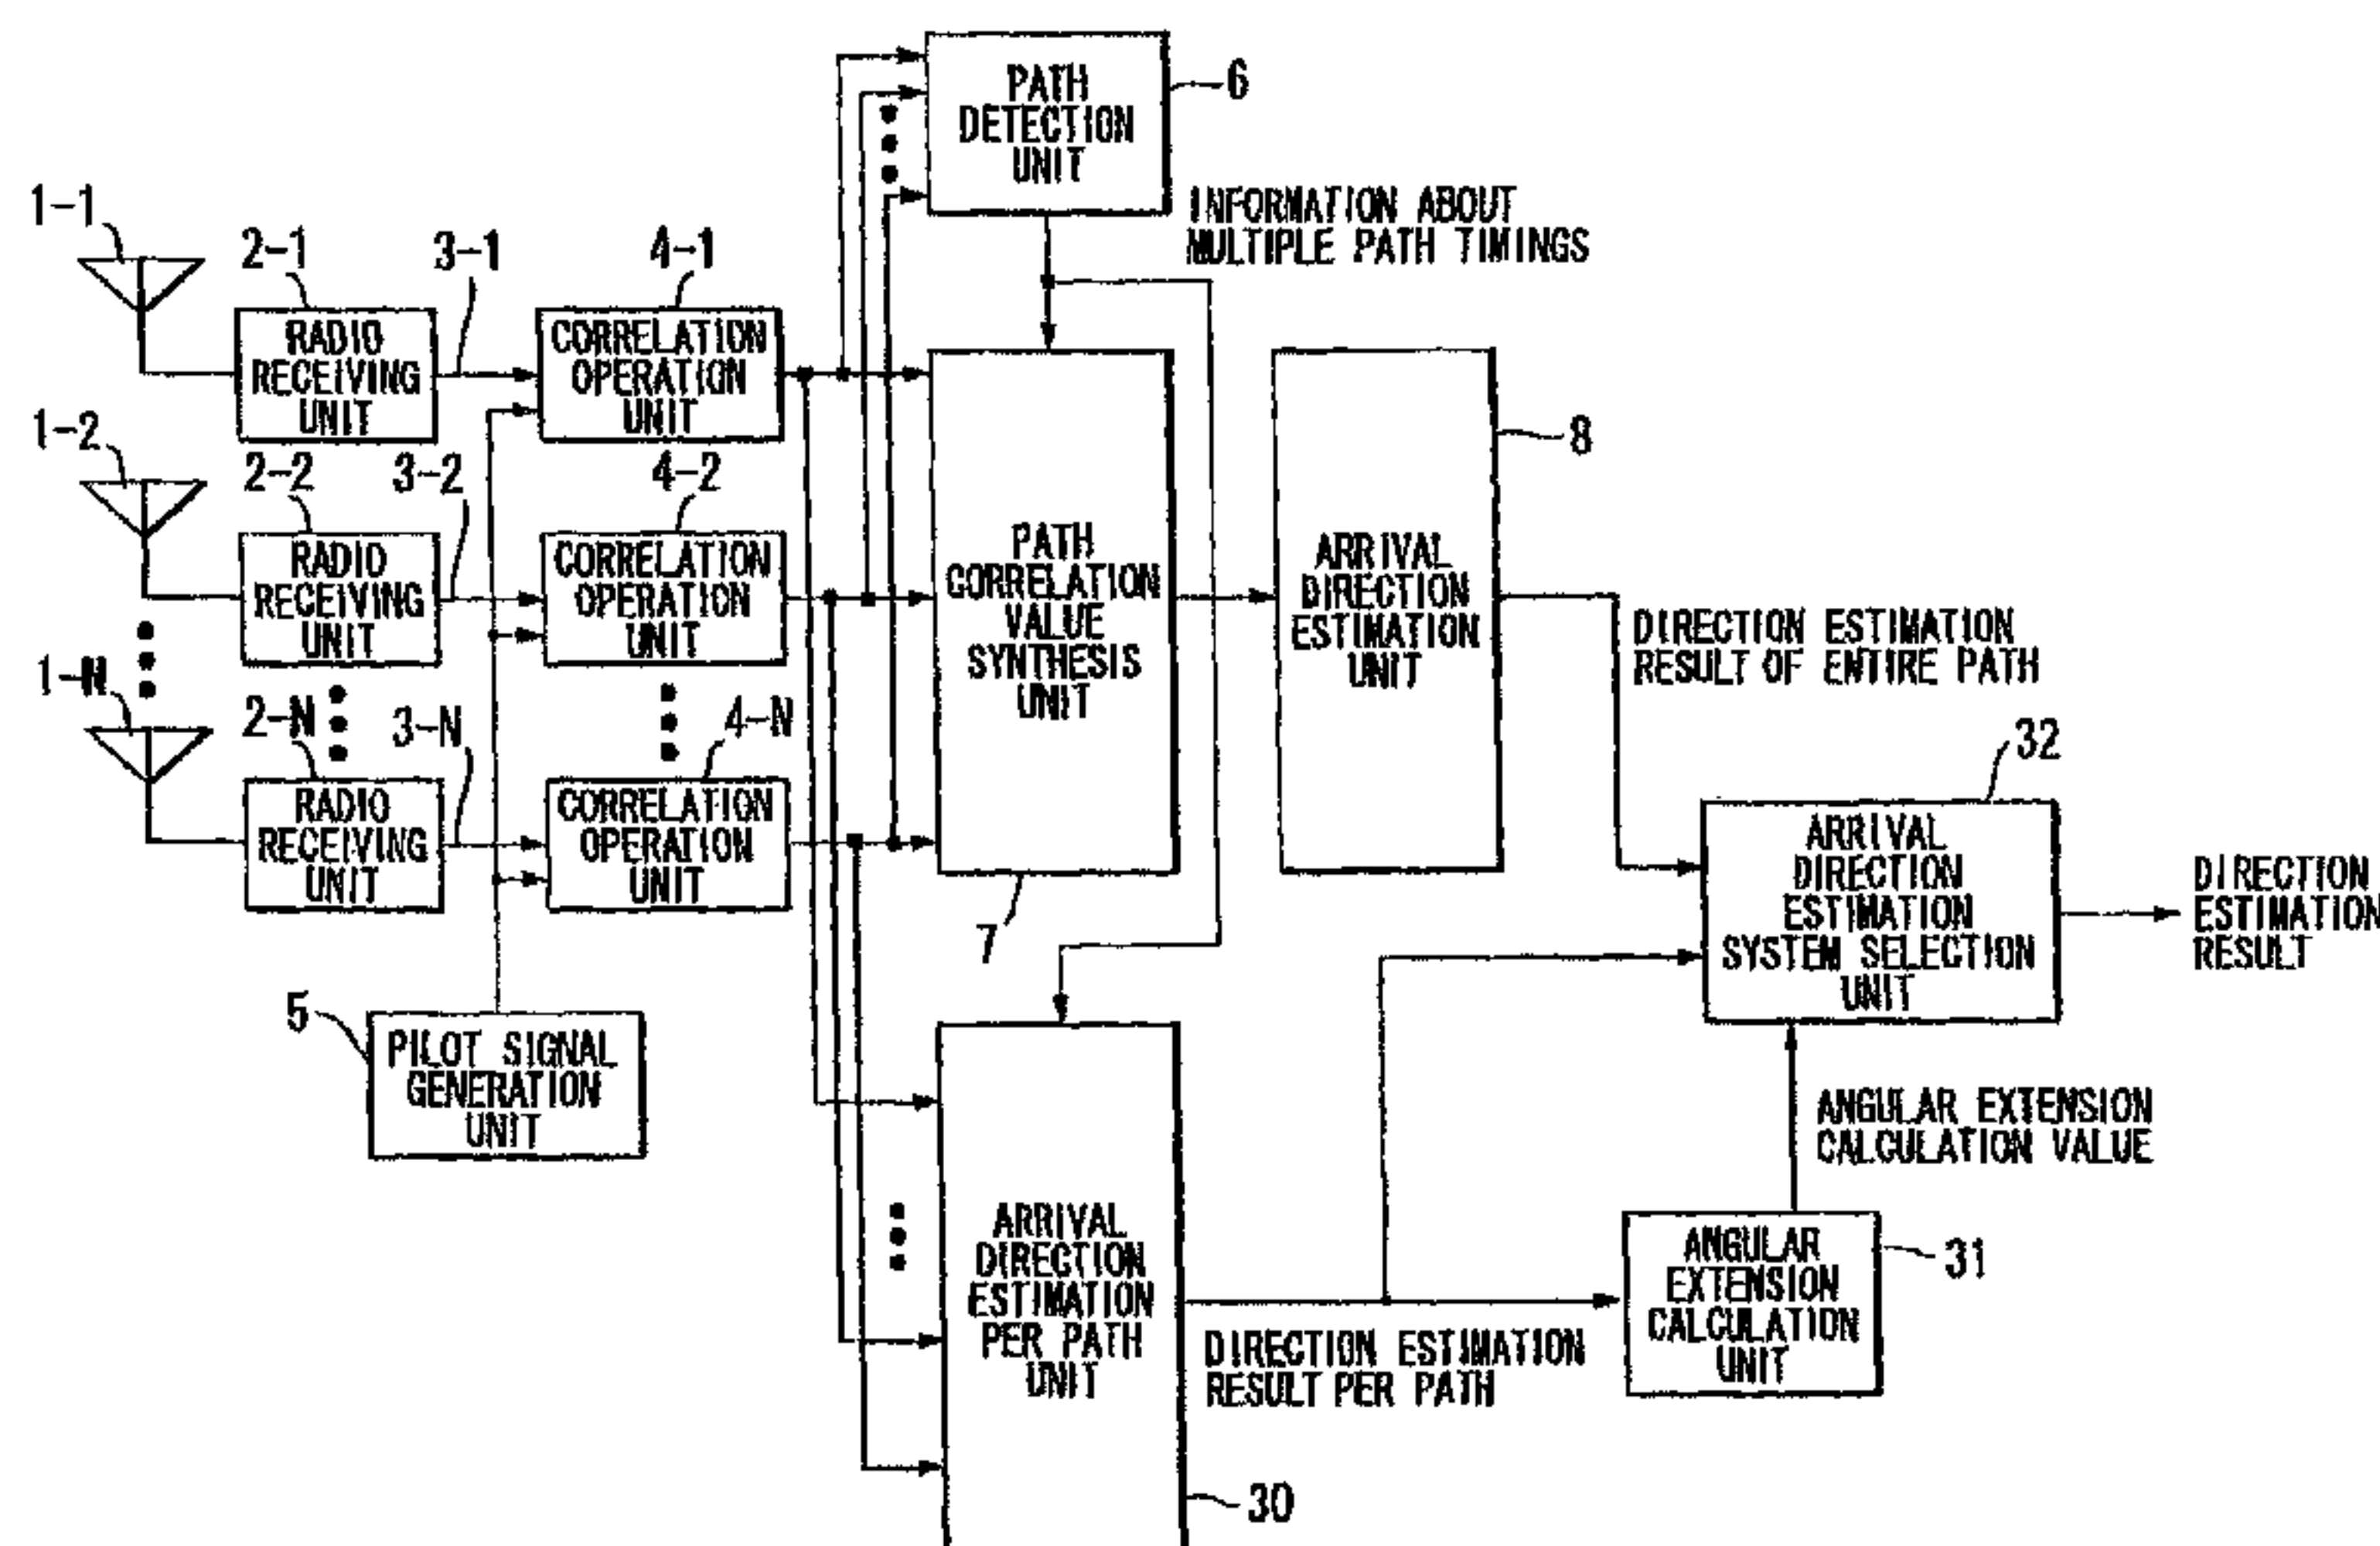 PATH
DETECTION
UNIT
6
INFORMATION ABOUT
MULTIPLE PATH TIMINGS
1-1
2-1
3-1
4-1
RADIO
RECEIVING
UNIT
CORRELATION
OPERATION
UNIT
1-2
2-2
3-2
4-2
RADIO
RECEIVING
UNIT
CORRELATION
OPERATION
UNIT
1-N
2-N
3-N
4-N
RADIO
RECEIVING
UNIT
CORRELATION
OPERATION
UNIT
5
PILOT SIGNAL
GENERATION
UNIT
PATH
CORRELATION
VALUE
SYNTHESIS
UNIT
7
ARRIVAL
DIRECTION
ESTIMATION
UNIT
8
DIRECTION ESTIMATION
RESULT OF ENTIRE PATH
32
ARRIVAL
DIRECTION
ESTIMATION
SYSTEM SELECTION
UNIT
DIRECTION
ESTIMATION
RESULT
ANGULAR EXTENSION
CALCULATION VALUE
ARRIVAL
DIRECTION
ESTIMATION
PER PATH
UNIT
30
DIRECTION ESTIMATION
RESULT PER PATH
ANGULAR
EXTENSION
CALCULATION
UNIT
31